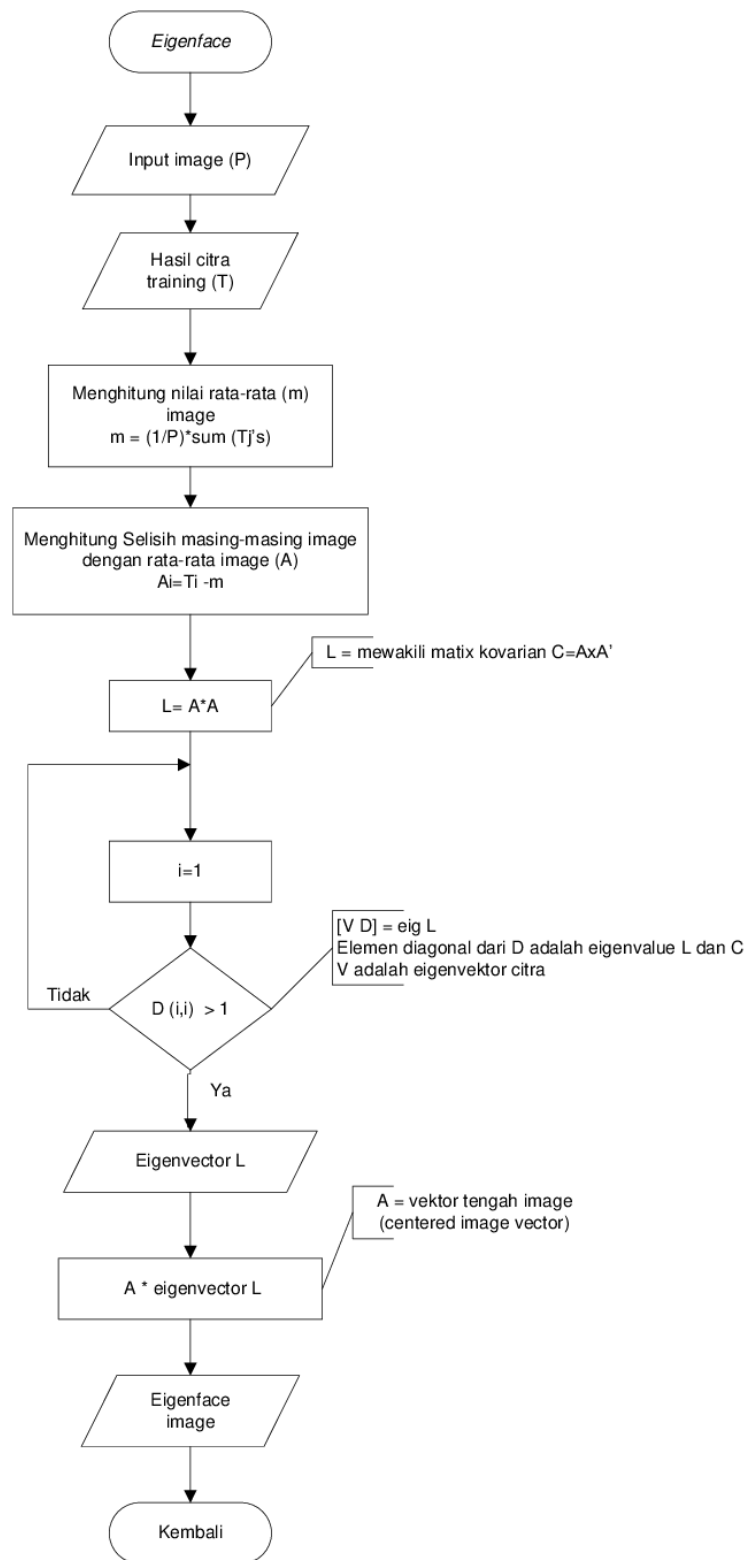 Eigenface
Input image (P)
Hasil citra
training (T)
Menghitung nilai rata-rata (m)
image
m = (1/P)*sum (Tj's)
Menghitung Selisih masing-masing image
dengan rata-rata image (A)
Ai=Ti -m
L = mewakili matix kovarian C=AxA'
L= A*A
i=1
[V D] = eig L
Elemen diagonal dari D adalah eigenvalue L dan C
V adalah eigenvektor citra
Tidak
D (i,i) > 1
Ya
Eigenvector L
A = vektor tengah image
(centered image vector)
A * eigenvector L
Eigenface
image
Kembali